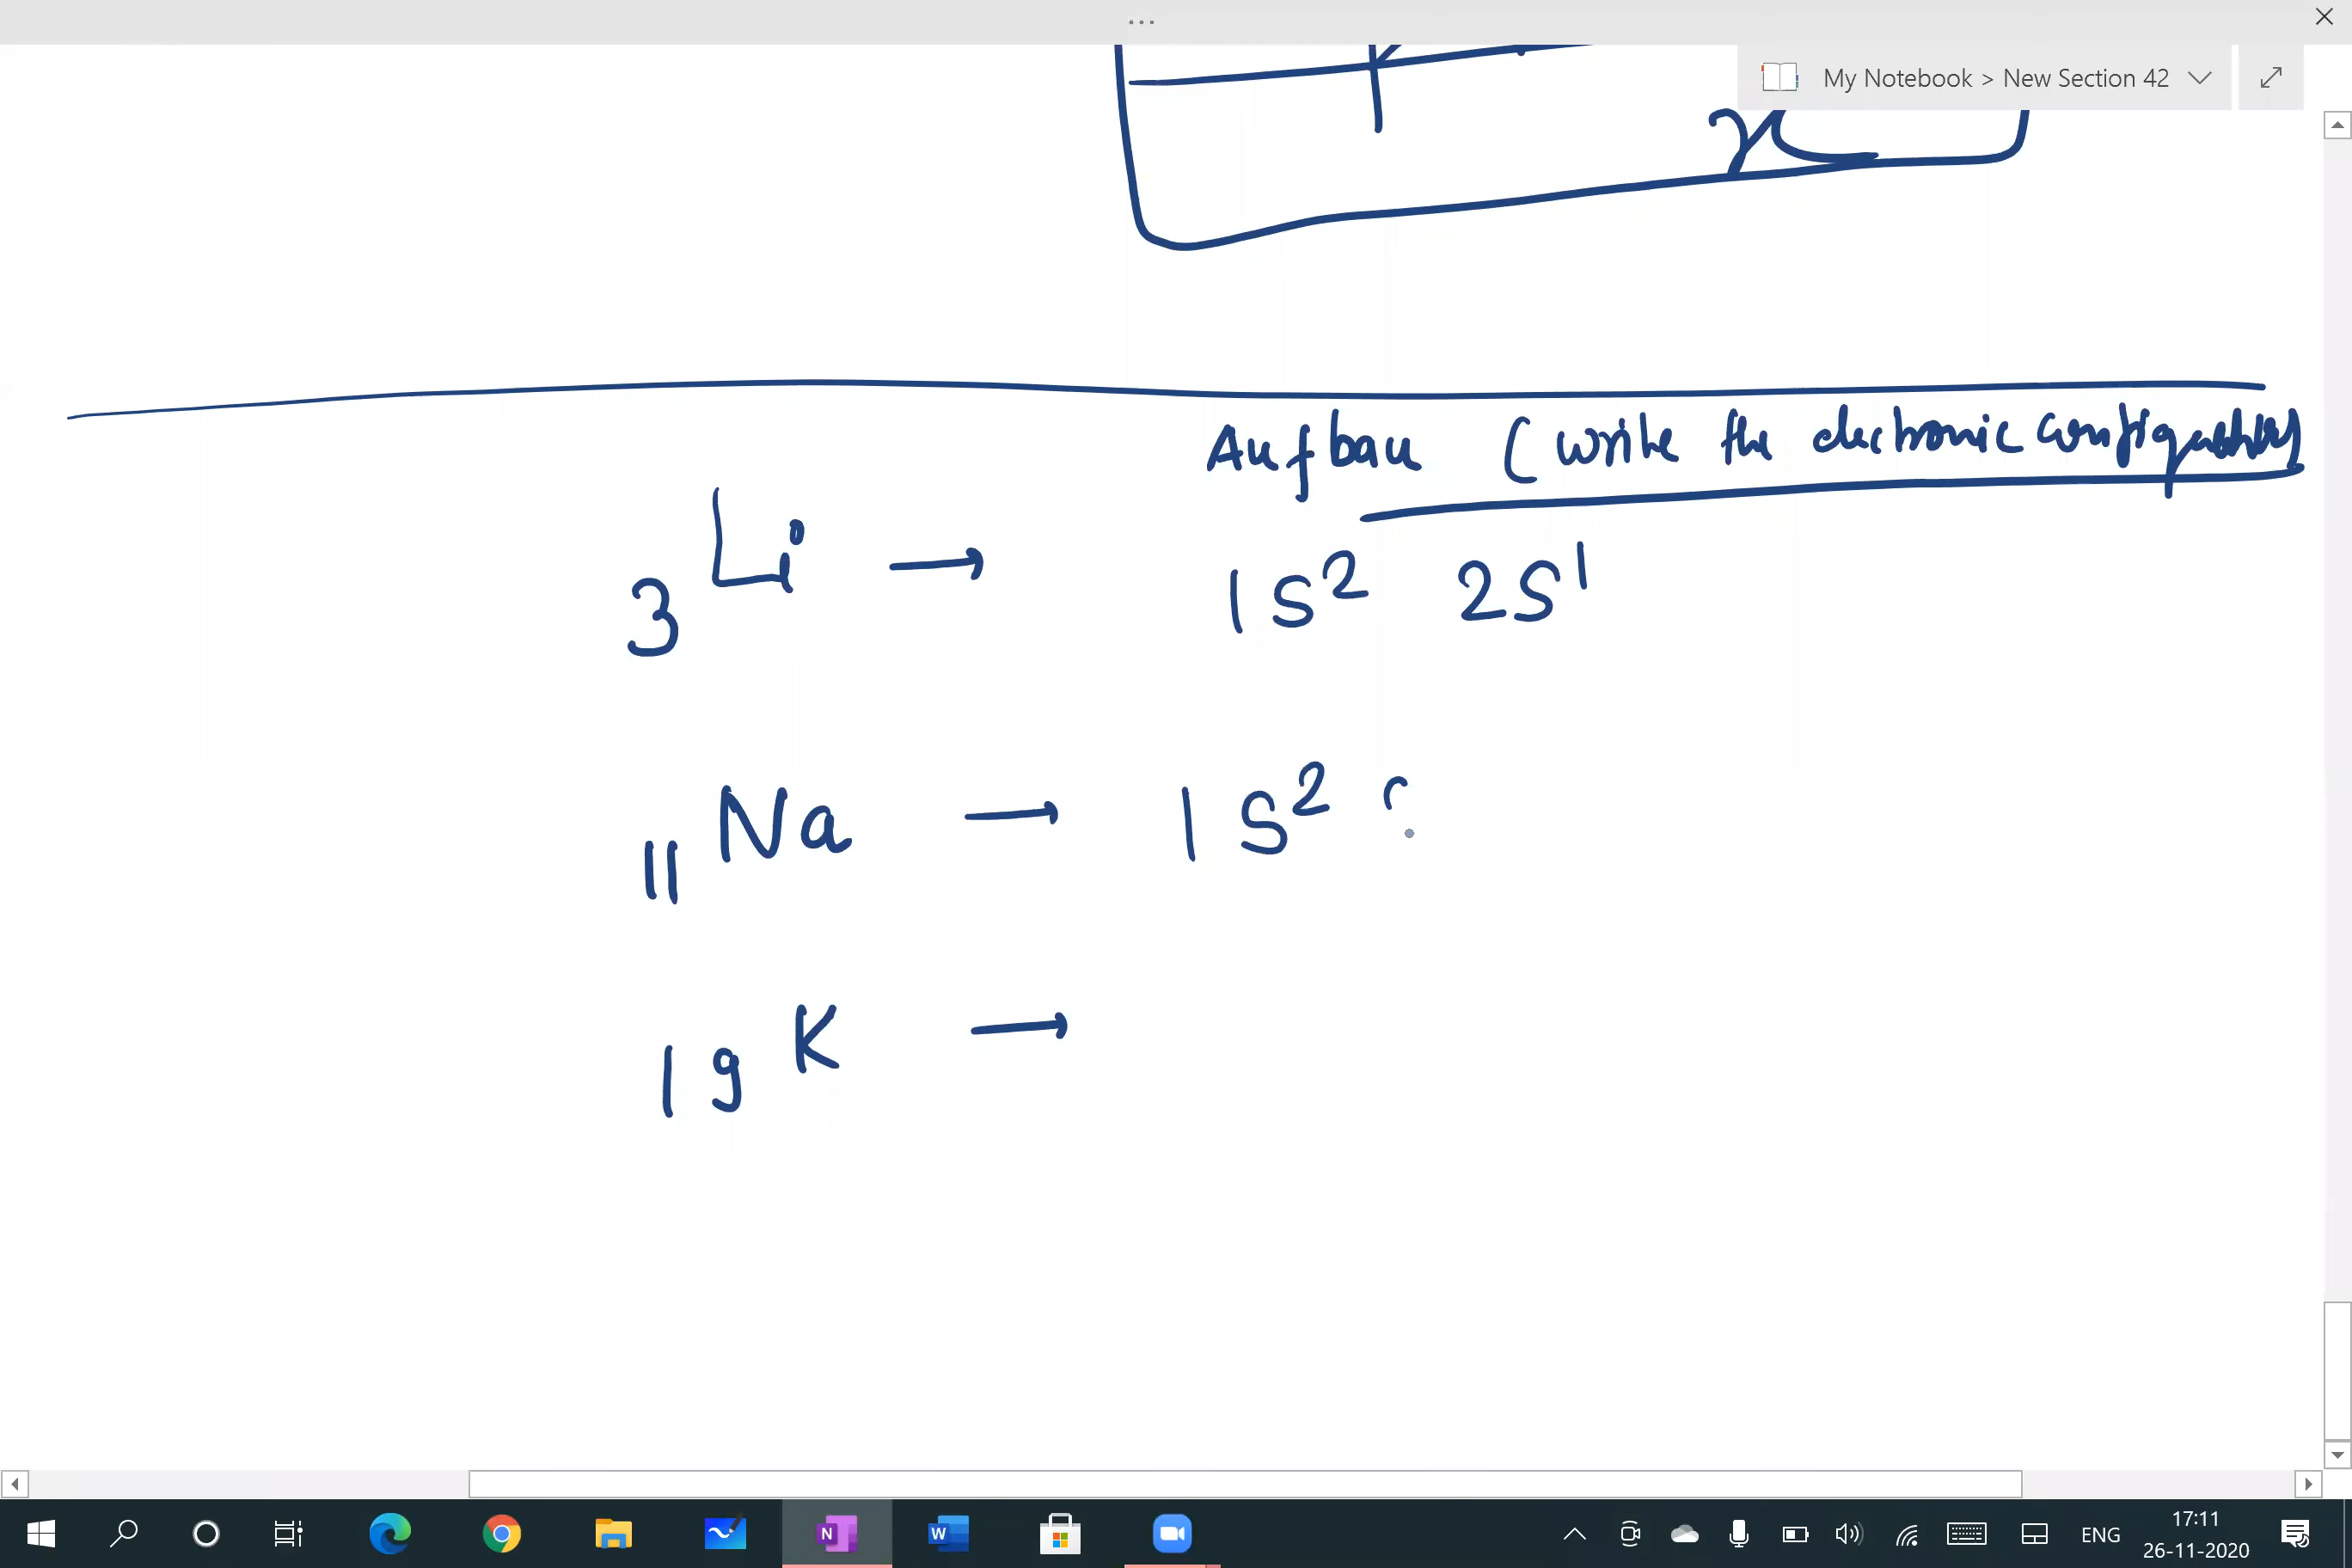 My Notebook > New Section 42
x
Aufbau (write the electronic configuration)
3 Li → 1s² 2s¹
11 Na → 1s²
19 K →
ENG
17:11
26-11-2020